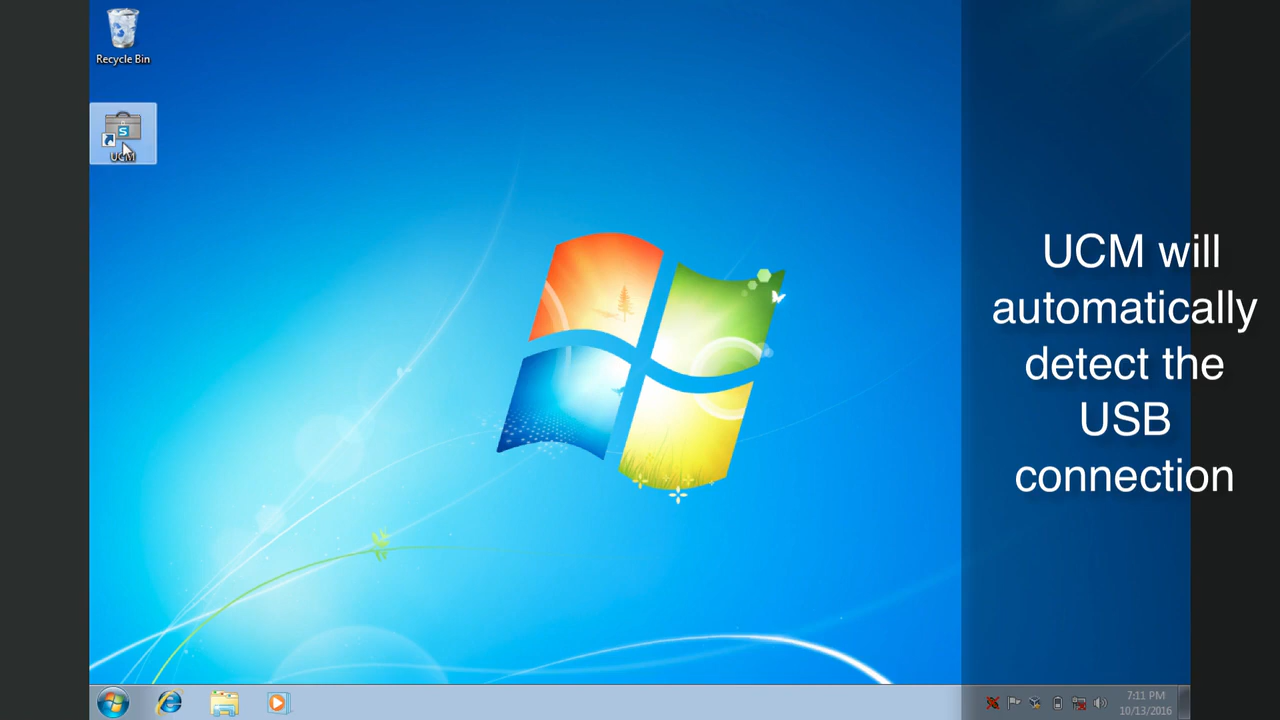 Recycle Bin
S
UCM
UCM will
automatically
detect the
USB
connection
7:11 PM
10/13/2016